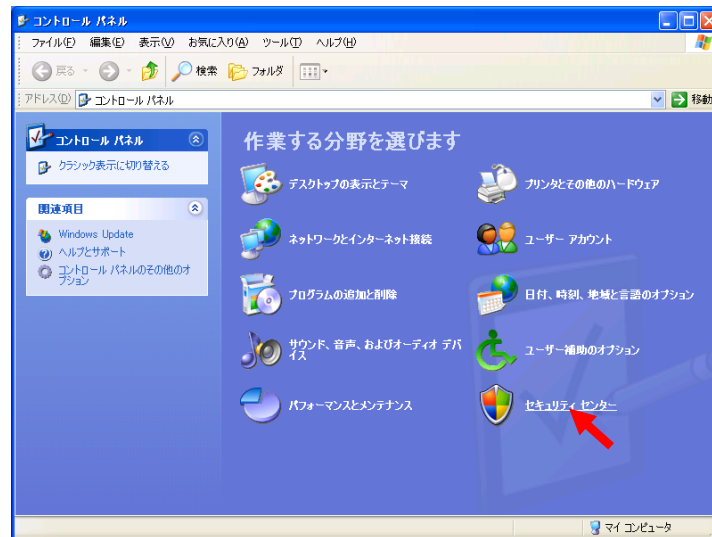 コントロール パネル
ファイル(F) 編集(E) 表示(V) お気に入り(A) ツール(T) ヘルプ(H)
戻る 検索 フォルダ
アドレス(D) コントロール パネル 移動
コントロール パネル
クラシック表示に切り替える
関連項目
Windows Update
ヘルプとサポート
コントロール パネルのその他のオ
プション
作業する分野を選びます
デスクトップの表示とテーマ
プリンタとその他のハードウェア
ネットワークとインターネット接続
ユーザー アカウント
プログラムの追加と削除
日付、時刻、地域と言語のオプション
サウンド、音声、およびオーディオ デバ
イス
ユーザー補助のオプション
パフォーマンスとメンテナンス
セキュリティ センター
マイ コンピュータ